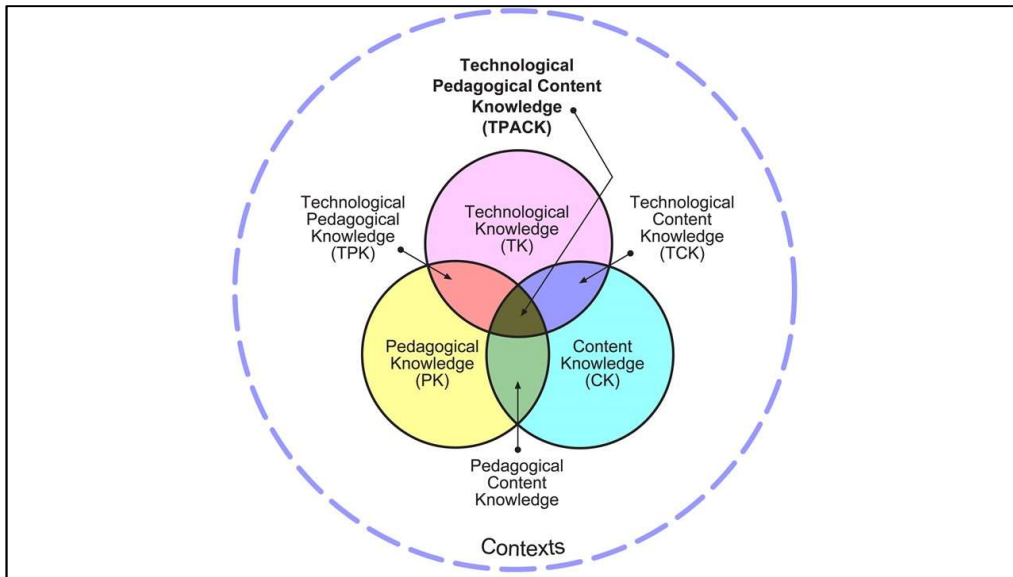 Technological
Pedagogical Content
Knowledge
(TPACK)
Technological
Pedagogical
Knowledge
(TPK)
Technological
Knowledge
(TK)
Technological
Content
Knowledge
(TCK)
Pedagogical
Knowledge
(PK)
Content
Knowledge
(CK)
Pedagogical
Content
Knowledge
Contexts